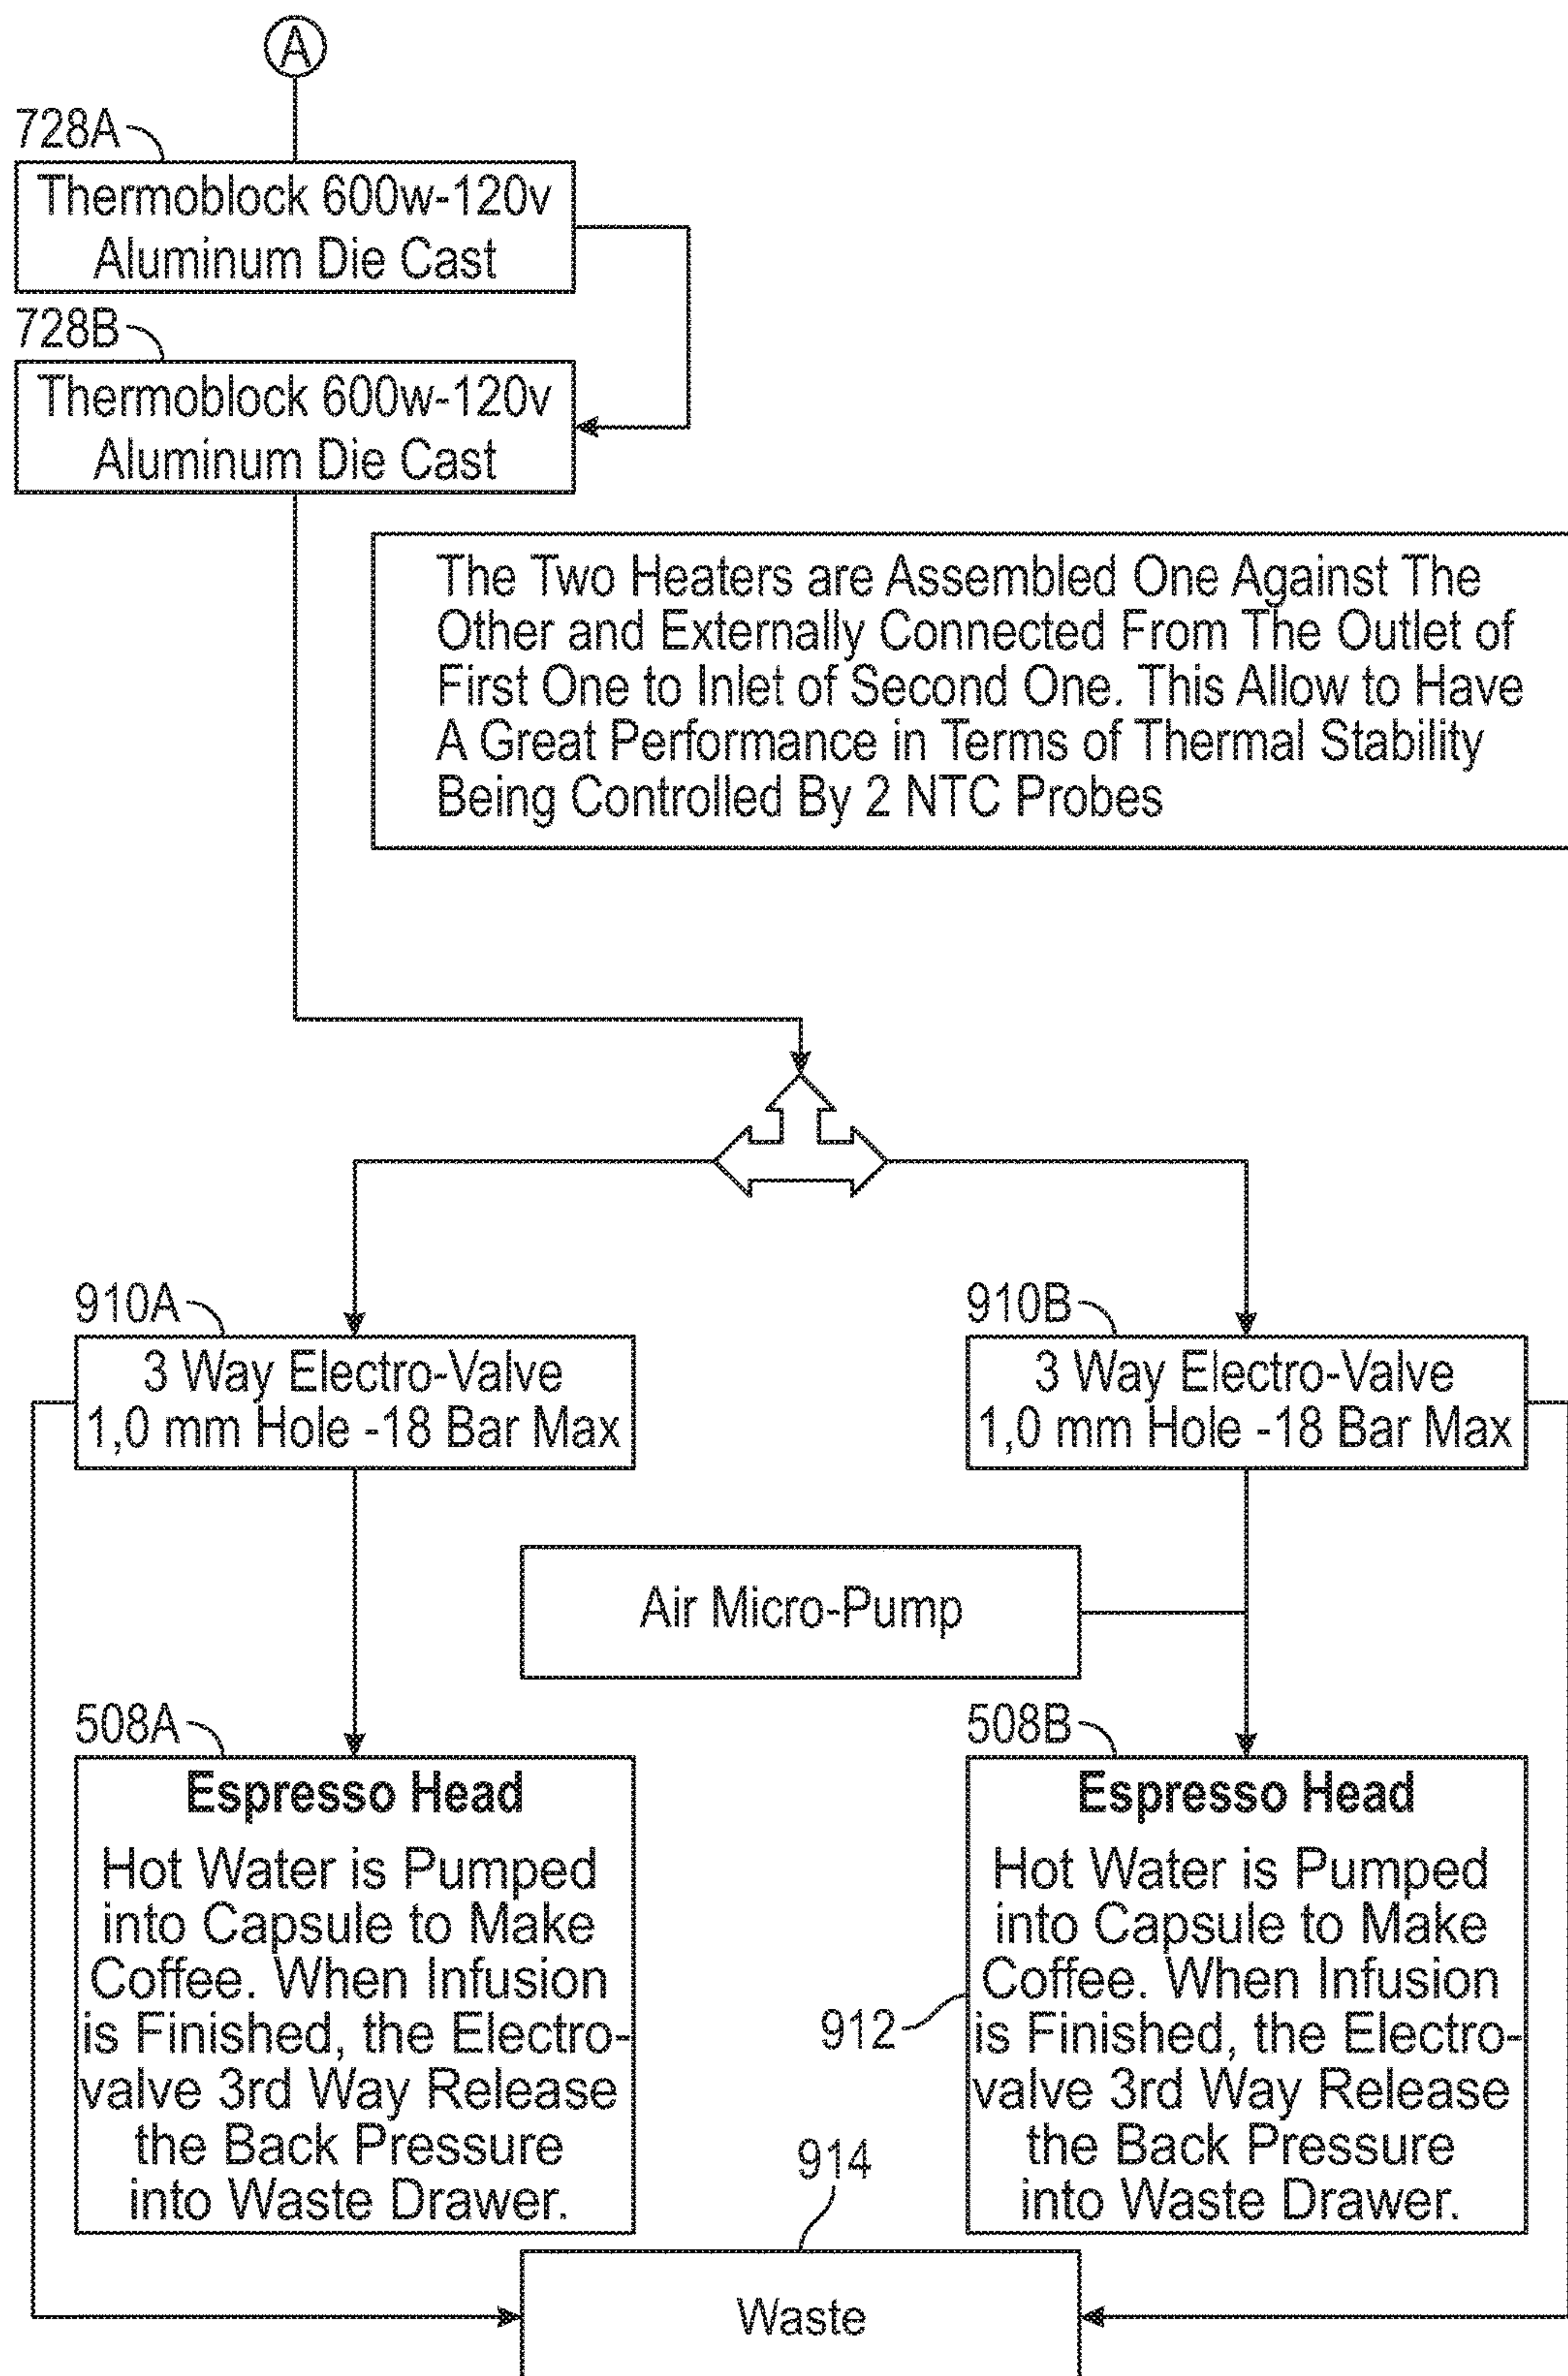 A
728A
Thermoblock 600w-120v
Aluminum Die Cast
728B
Thermoblock 600w-120v
Aluminum Die Cast
The Two Heaters are Assembled One Against The
Other and Externally Connected From The Outlet of
First One to Inlet of Second One. This Allow to Have
A Great Performance in Terms of Thermal Stability
Being Controlled By 2 NTC Probes
910A
3 Way Electro-Valve
1,0 mm Hole -18 Bar Max
910B
3 Way Electro-Valve
1,0 mm Hole -18 Bar Max
Air Micro-Pump
508A
Espresso Head
Hot Water is Pumped
into Capsule to Make
Coffee. When Infusion
is Finished, the Electro-
valve 3rd Way Release
the Back Pressure
into Waste Drawer.
508B
Espresso Head
Hot Water is Pumped
into Capsule to Make
Coffee. When Infusion
is Finished, the Electro-
valve 3rd Way Release
the Back Pressure
into Waste Drawer.
912
914
Waste